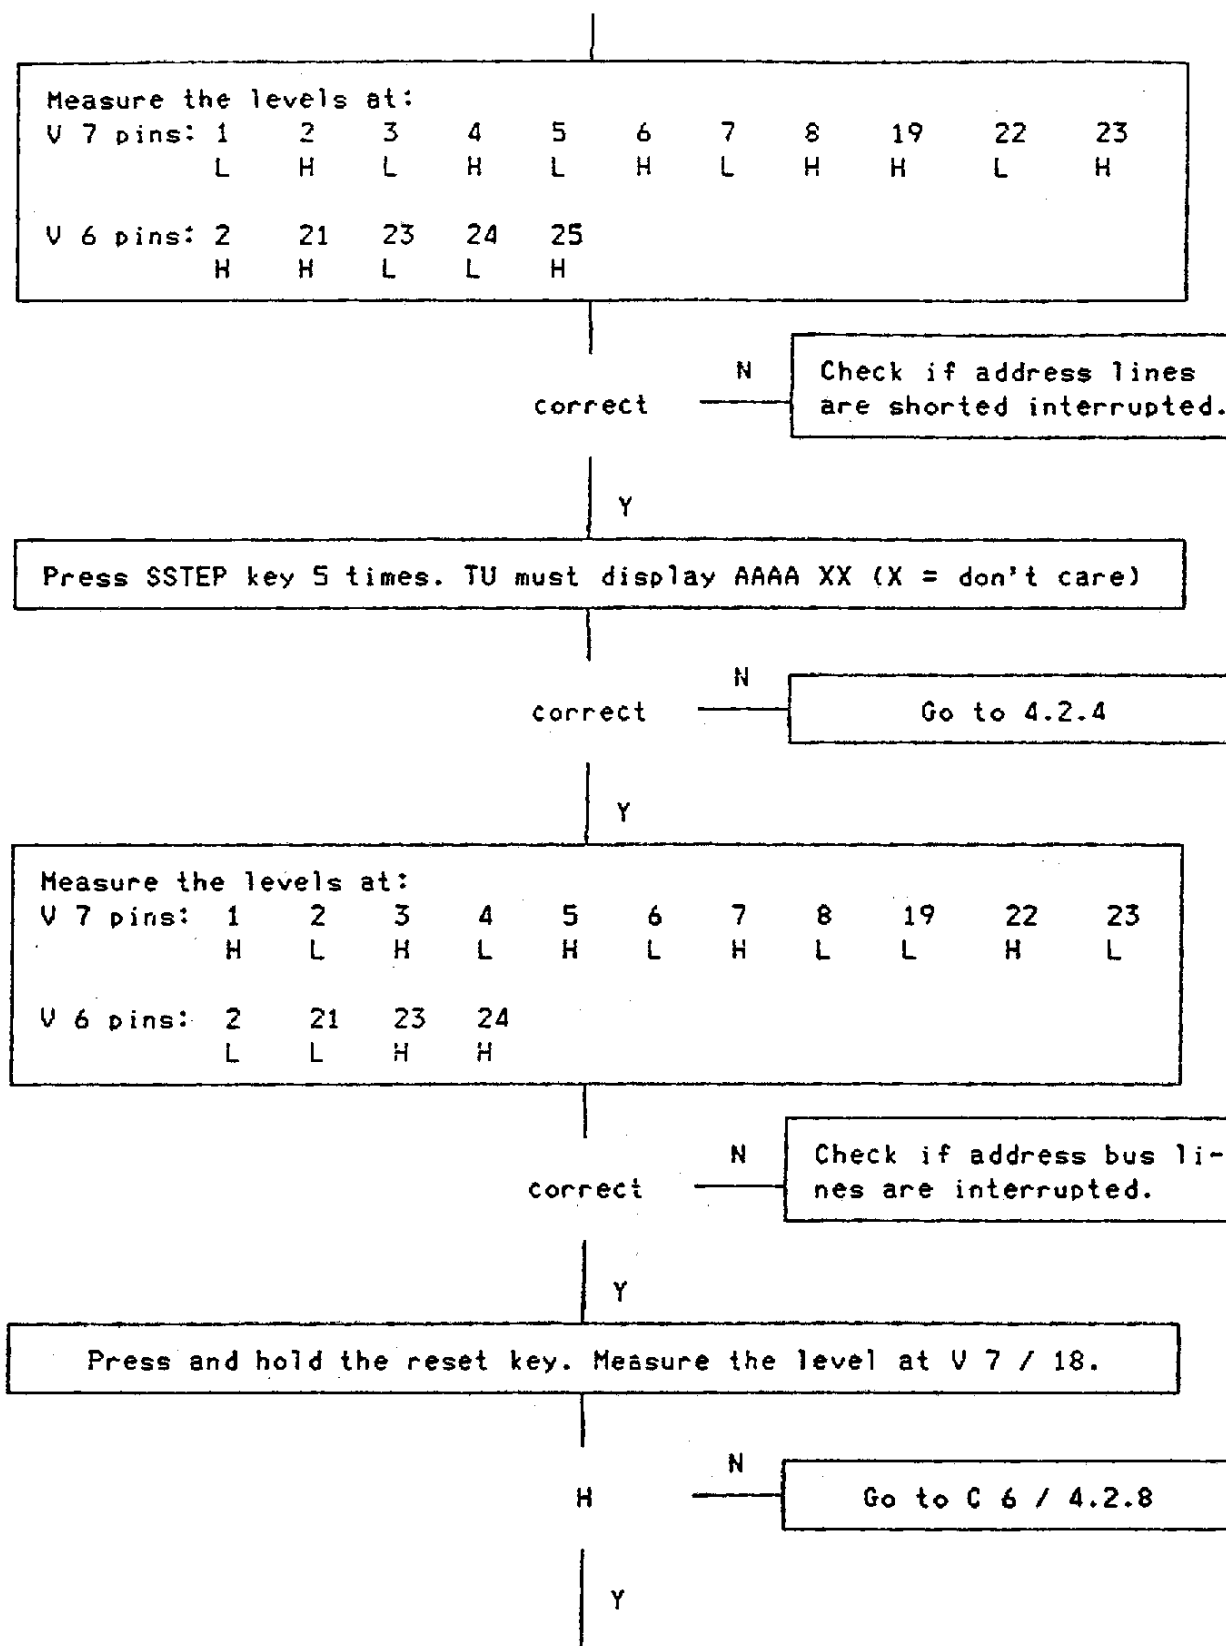 Measure the levels at:
V 7 pins: 1 2 3 4 5 6 7 8 19 22 23
L H L H L H L H H L H
V 6 pins: 2 21 23 24 25
H H L L H
N
Check if address lines
are shorted interrupted.
correct
Y
Press SSTEP key 5 times. TU must display AAAA XX (X = don't care)
N
correct
Go to 4.2.4
Y
Measure the levels at:
V 7 pins: 1 2 3 4 5 6 7 8 19 22 23
H L H L H L H L L H L
V 6 pins: 2 21 23 24
L L H H
N
Check if address bus li-
nes are interrupted.
correct
Y
Press and hold the reset key. Measure the level at V 7 / 18.
N
H
Go to C 6 / 4.2.8
Y